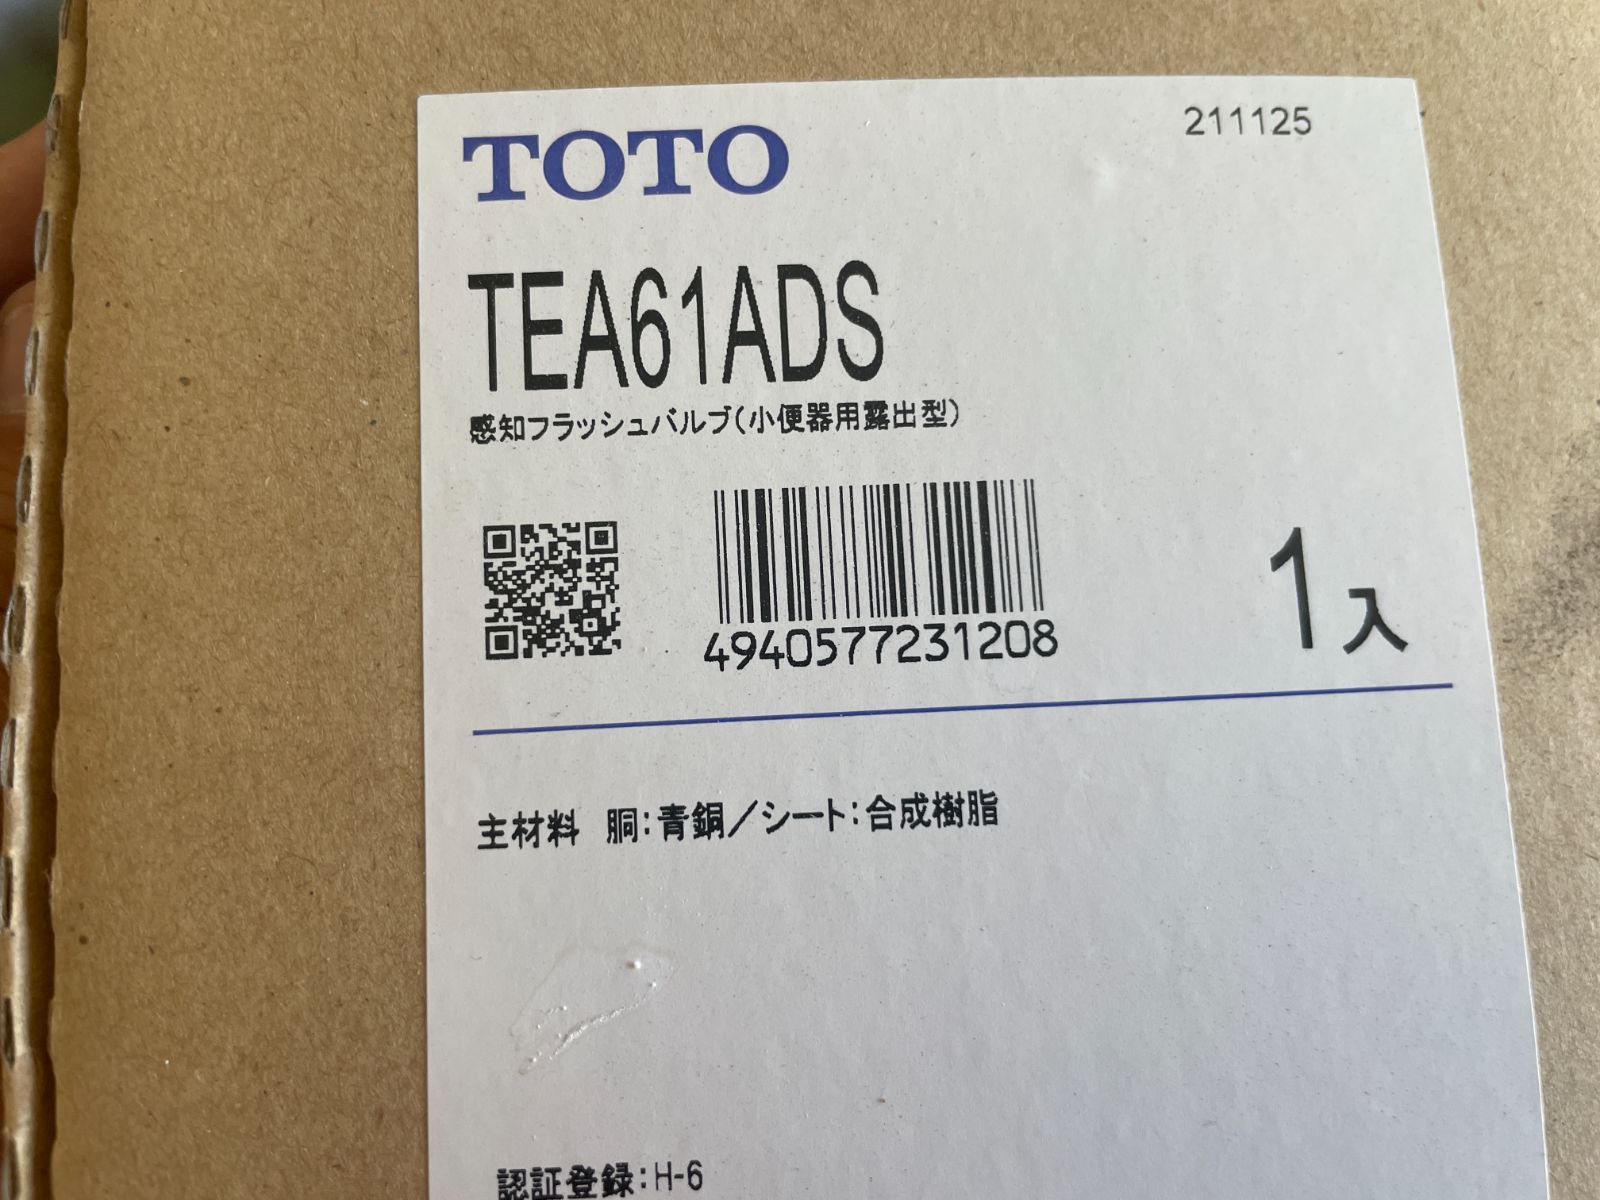 TOTO
211125
TEA61ADS
感知フラッシュバルブ(小便器用露出型)
4940577231208
1入
主材料 胴:青銅/シート:合成樹脂
認証登録:H-6